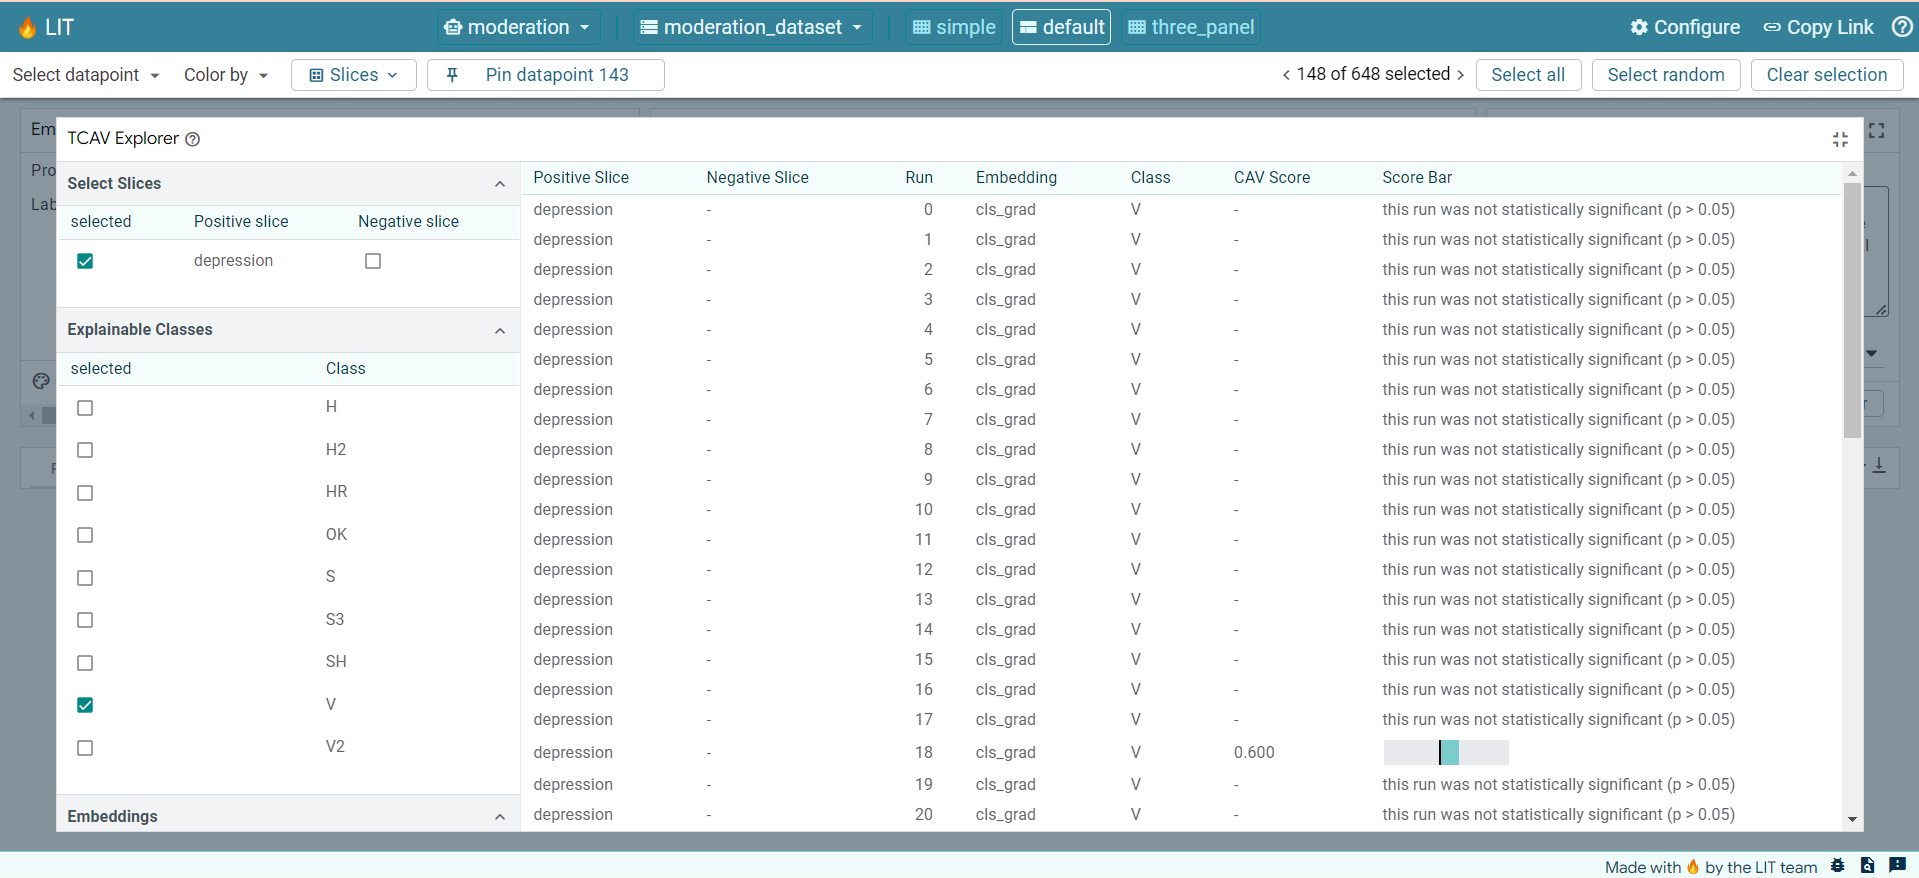 LIT moderation moderation_dataset simple default three_panel Configure Copy Link
Select datapoint Color by Slices Pin datapoint 143 148 of 648 selected Select all Select random Clear selection
TCAV Explorer
Select Slices
selected Positive slice Negative slice
depression
Explainable Classes
selected Class
H
H2
HR
OK
S
S3
SH
V
V2
Embeddings
Positive Slice Negative Slice Run Embedding Class CAV Score Score Bar
depression - 0 cls_grad V - this run was not statistically significant (p > 0.05)
depression - 1 cls_grad V - this run was not statistically significant (p > 0.05)
depression - 2 cls_grad V - this run was not statistically significant (p > 0.05)
depression - 3 cls_grad V - this run was not statistically significant (p > 0.05)
depression - 4 cls_grad V - this run was not statistically significant (p > 0.05)
depression - 5 cls_grad V - this run was not statistically significant (p > 0.05)
depression - 6 cls_grad V - this run was not statistically significant (p > 0.05)
depression - 7 cls_grad V - this run was not statistically significant (p > 0.05)
depression - 8 cls_grad V - this run was not statistically significant (p > 0.05)
depression - 9 cls_grad V - this run was not statistically significant (p > 0.05)
depression - 10 cls_grad V - this run was not statistically significant (p > 0.05)
depression - 11 cls_grad V - this run was not statistically significant (p > 0.05)
depression - 12 cls_grad V - this run was not statistically significant (p > 0.05)
depression - 13 cls_grad V - this run was not statistically significant (p > 0.05)
depression - 14 cls_grad V - this run was not statistically significant (p > 0.05)
depression - 15 cls_grad V - this run was not statistically significant (p > 0.05)
depression - 16 cls_grad V - this run was not statistically significant (p > 0.05)
depression - 17 cls_grad V - this run was not statistically significant (p > 0.05)
depression - 18 cls_grad V 0.600
depression - 19 cls_grad V - this run was not statistically significant (p > 0.05)
depression - 20 cls_grad V - this run was not statistically significant (p > 0.05)
Made with 🔥 by the LIT team